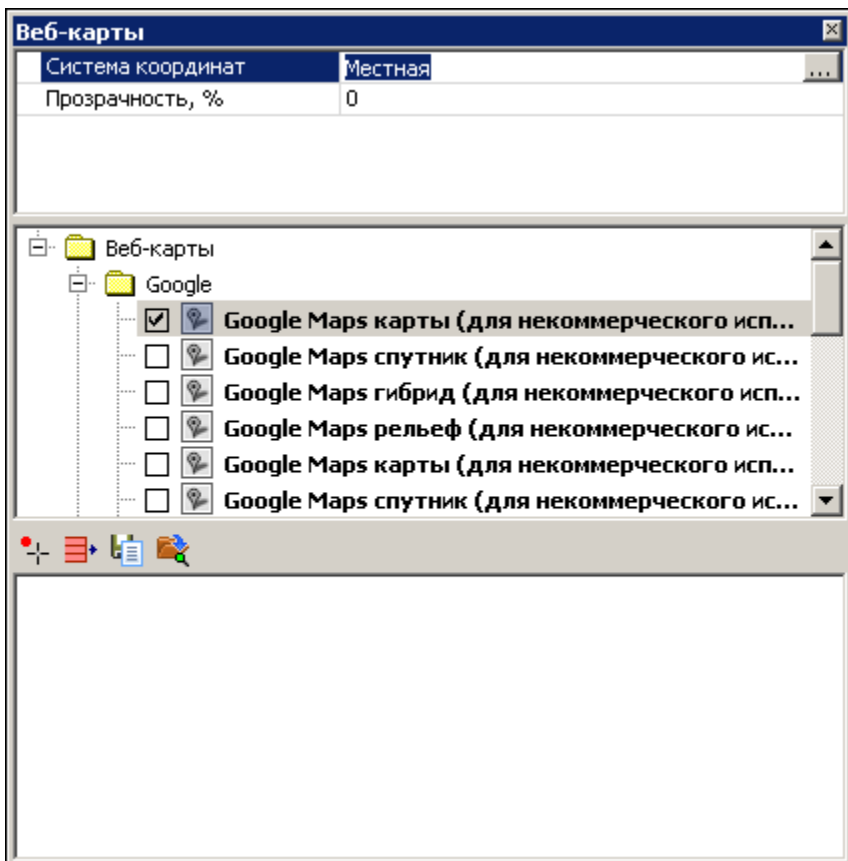 Веб-карты
Система координат Местная ...
Прозрачность, % 0
Веб-карты
Google
Google Maps карты (для некоммерческого исп...
Google Maps спутник (для некоммерческого ис...
Google Maps гибрид (для некоммерческого исп...
Google Maps рельеф (для некоммерческого ис...
Google Maps карты (для некоммерческого исп...
Google Maps спутник (для некоммерческого ис...